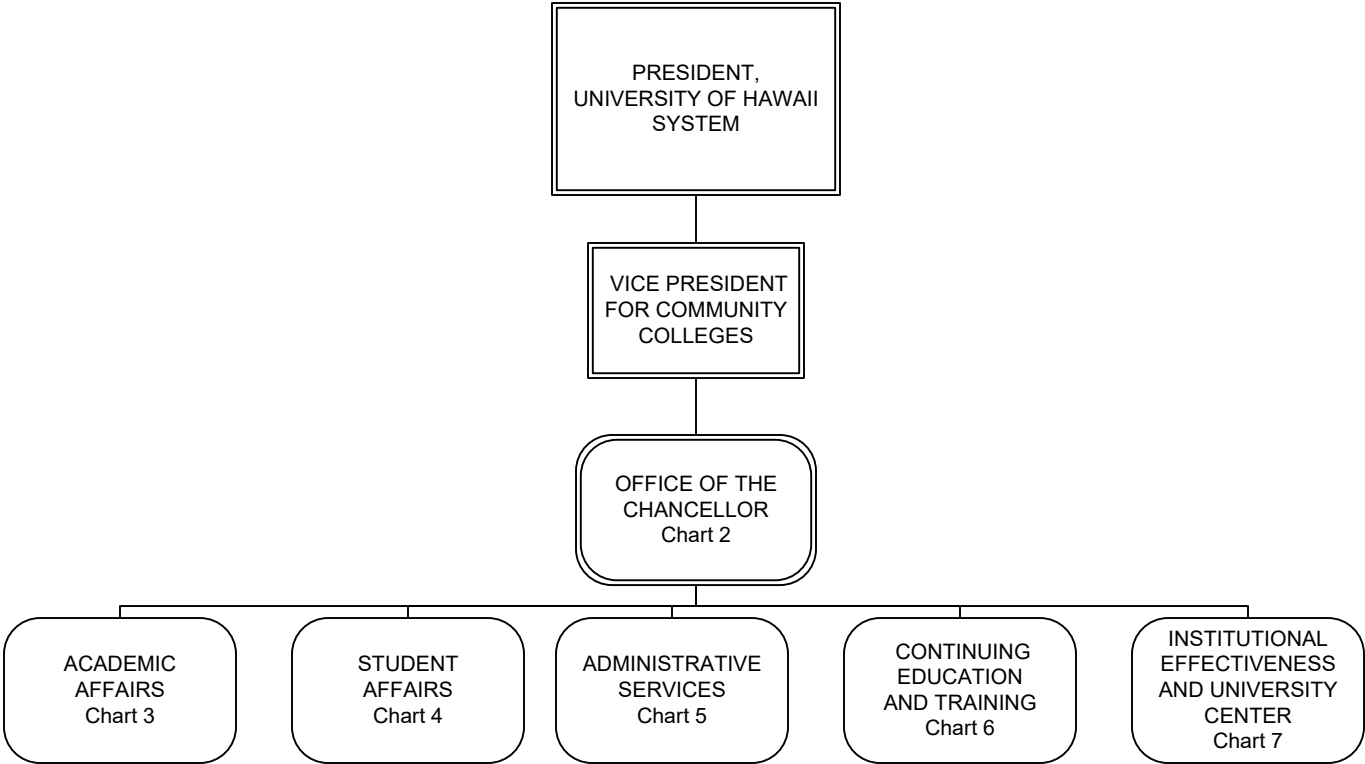 PRESIDENT,
UNIVERSITY OF HAWAII
SYSTEM
VICE PRESIDENT
FOR COMMUNITY
COLLEGES
OFFICE OF THE
CHANCELLOR
Chart 2
ACADEMIC
AFFAIRS
Chart 3
STUDENT
AFFAIRS
Chart 4
ADMINISTRATIVE
SERVICES
Chart 5
CONTINUING
EDUCATION
AND TRAINING
Chart 6
INSTITUTIONAL
EFFECTIVENESS
AND UNIVERSITY
CENTER
Chart 7